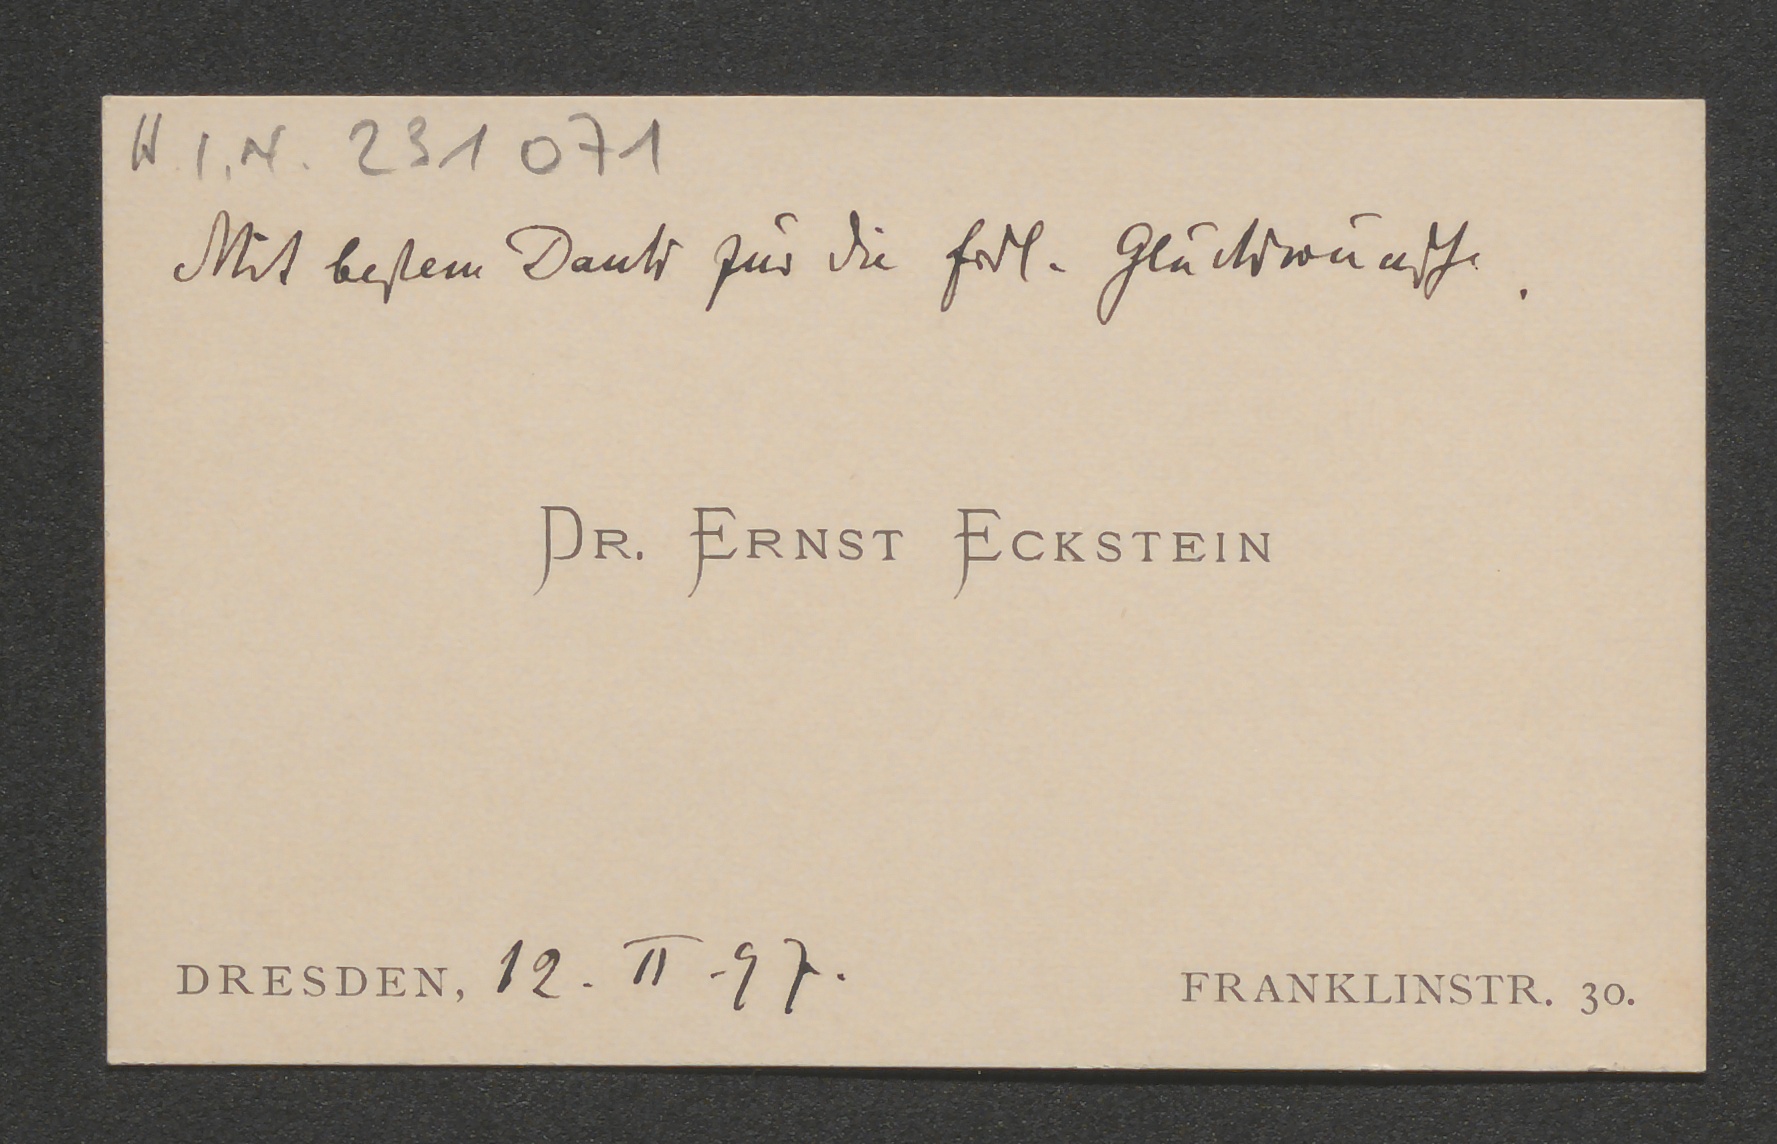 H.I.N. 231071
Mit bestem Dank für die frdl. Glückwünsche.
DR. ERNST ECKSTEIN
DRESDEN, 12. II. 97.
FRANKLINSTR. 30.